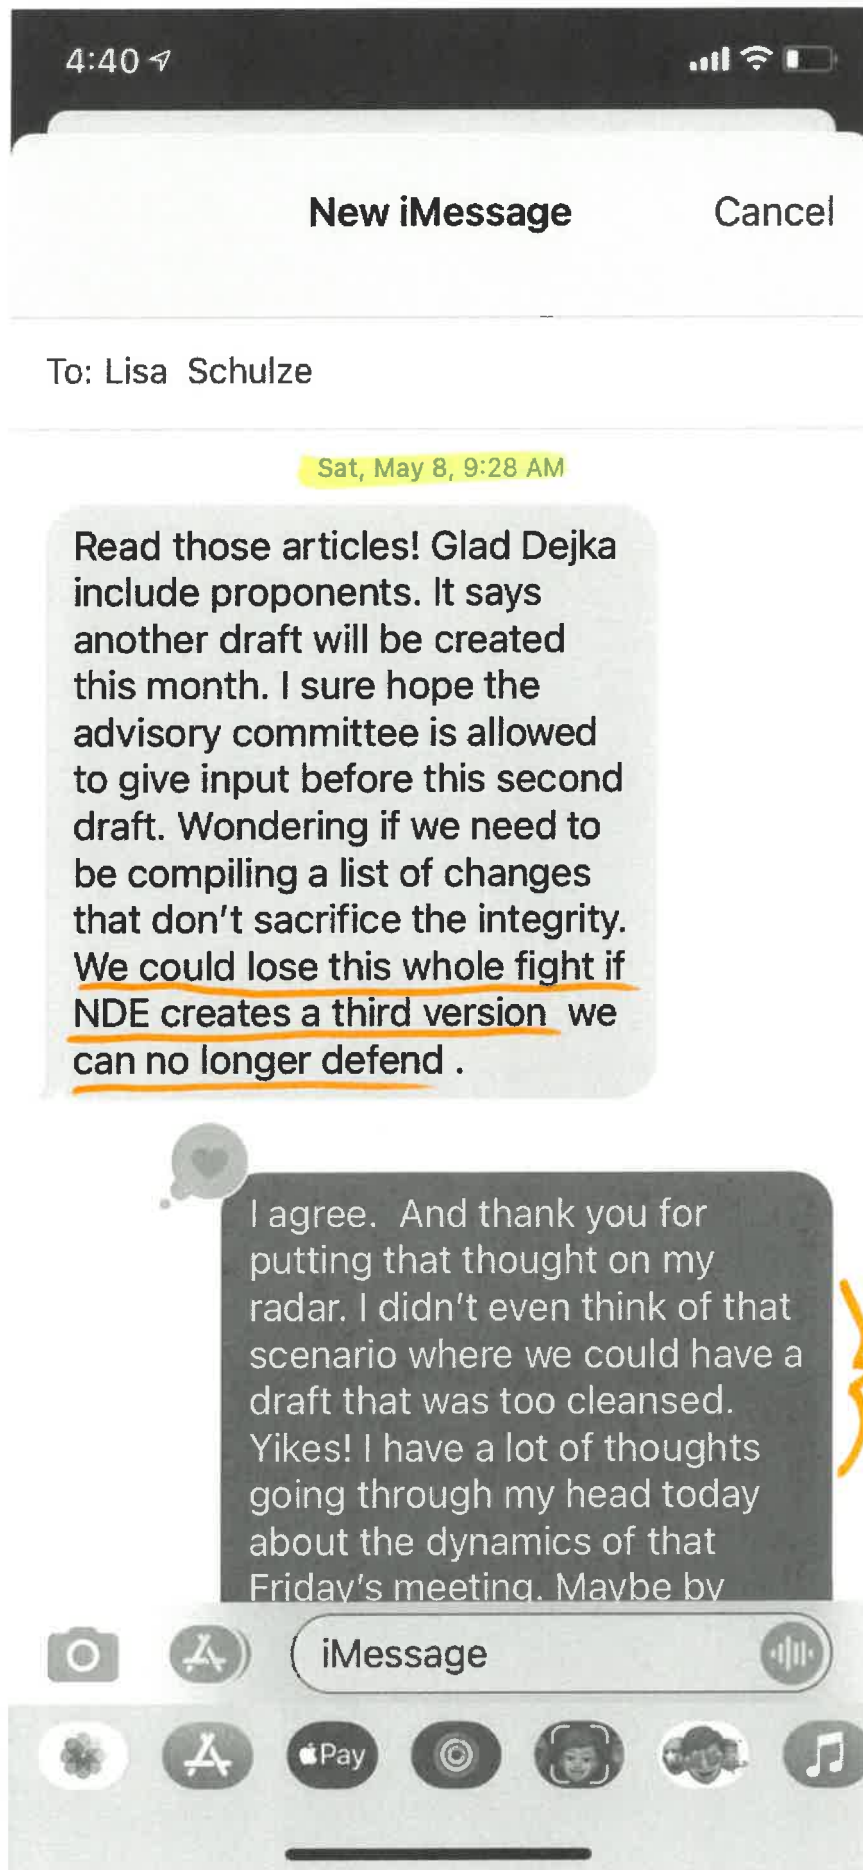 4:40
New iMessage
Cancel
To: Lisa Schulze
Sat, May 8, 9:28 AM
Read those articles! Glad Dejka
include proponents. It says
another draft will be created
this month. I sure hope the
advisory committee is allowed
to give input before this second
draft. Wondering if we need to
be compiling a list of changes
that don't sacrifice the integrity.
We could lose this whole fight if
NDE creates a third version we
can no longer defend .
I agree. And thank you for
putting that thought on my
radar. I didn't even think of that
scenario where we could have a
draft that was too cleansed.
Yikes! I have a lot of thoughts
going through my head today
about the dynamics of that
Friday's meeting. Maybe by
iMessage
Pay